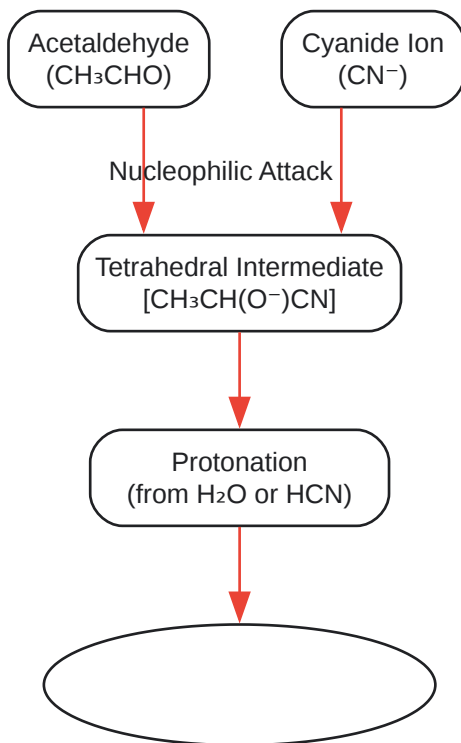 Acetaldehyde
(CH₃CHO)
Cyanide Ion
(CN⁻)
Nucleophilic Attack
Tetrahedral Intermediate
[CH₃CH(O⁻)CN]
Protonation
(from H₂O or HCN)